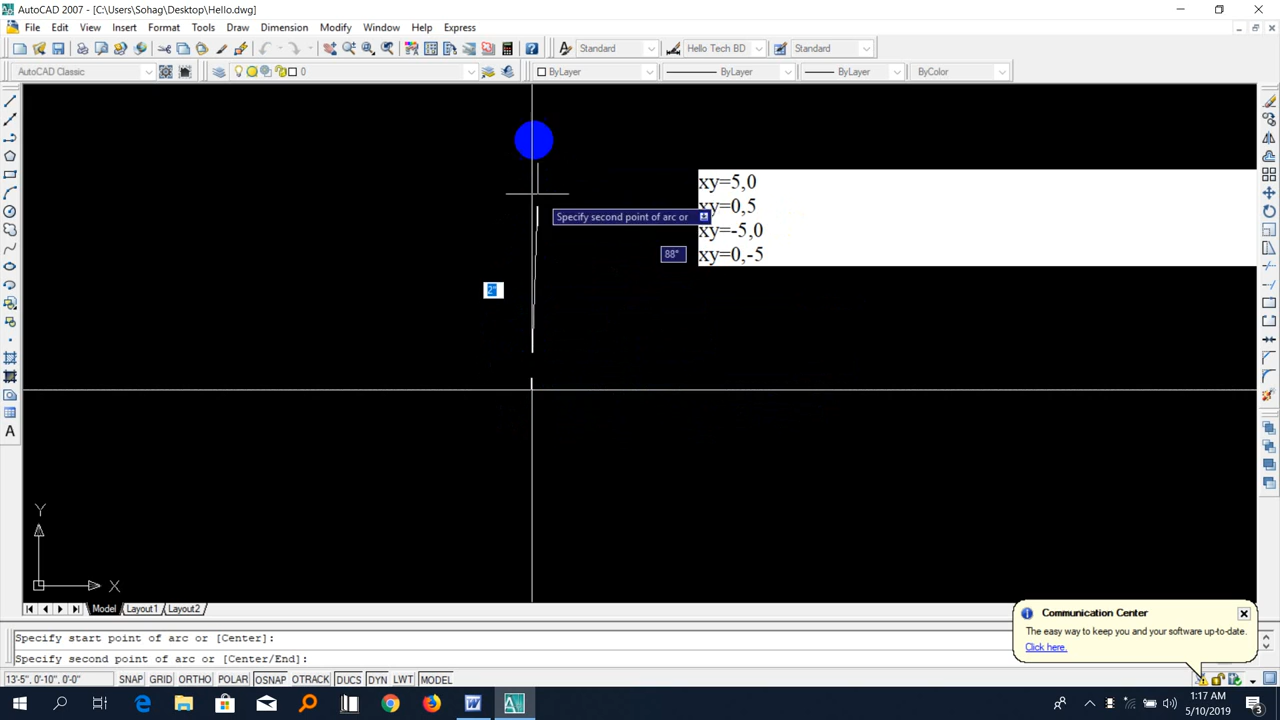 AutoCAD 2007 - [C:\Users\Sohag\Desktop\Hello.dwg]
File Edit View Insert Format Tools Draw Dimension Modify Window Help Express
Standard Hello Tech BD Standard
AutoCAD Classic 0 ByLayer ByLayer ByLayer ByColor
xy=5,0
xy=0,5
xy=-5,0
xy=0,-5
Specify second point of arc or
88°
2"
Y
X
A
Model Layout1 Layout2
Communication Center
The easy way to keep you and your software up-to-date.
Click here.
Specify start point of arc or [Center]:
Specify second point of arc or [Center/End]:
13'-5", 0'-10", 0'-0" SNAP GRID ORTHO POLAR OSNAP OTRACK DUCS DYN LWT MODEL
1:17 AM
5/10/2019
3